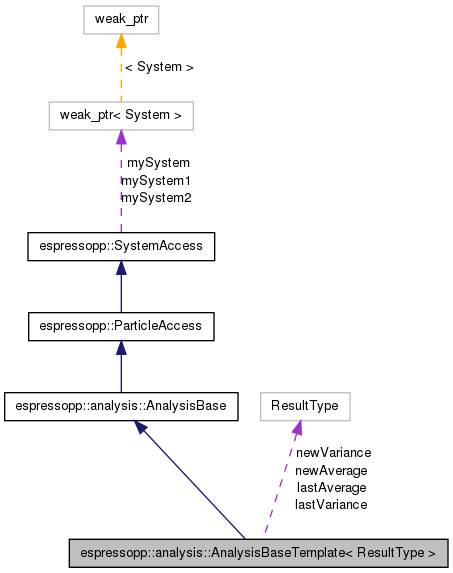 weak_ptr
< System >
weak_ptr< System >
mySystem
mySystem1
mySystem2
espressopp::SystemAccess
espressopp::ParticleAccess
espressopp::analysis::AnalysisBase
ResultType
newVariance
newAverage
lastAverage
lastVariance
espressopp::analysis::AnalysisBaseTemplate< ResultType >